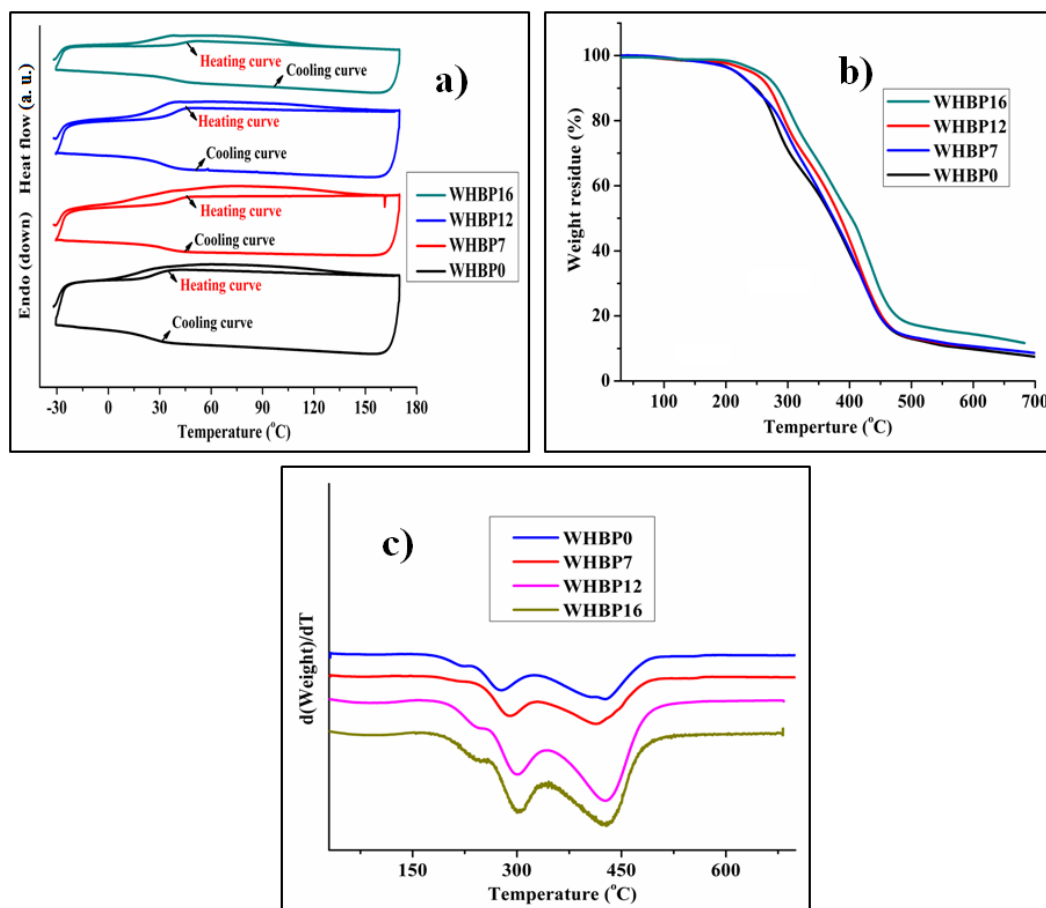 a)
Heating curve
Cooling curve
Heating curve
Cooling curve
Heating curve
Cooling curve
Heating curve
Cooling curve
WHBP16
WHBP12
WHBP7
WHBP0
Endo (down) Heat flow (a. u.)
-30 0 30 60 90 120 150 180
Temperature (°C)
b)
WHBP16
WHBP12
WHBP7
WHBP0
Weight residue (%)
100
80
60
40
20
0
100 200 300 400 500 600 700
Temperture (°C)
c)
WHBP0
WHBP7
WHBP12
WHBP16
d(Weight)/dT
150 300 450 600
Temperature (°C)